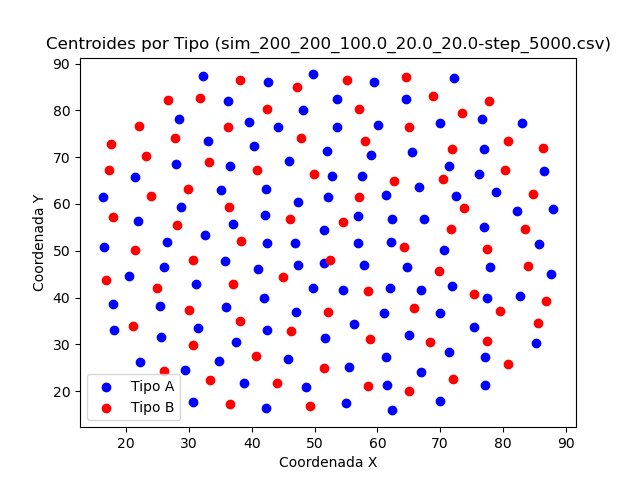 Centroides por Tipo (sim_200_200_100.0_20.0_20.0-step_5000.csv)
90
80
70
60
50
40
30
20
Coordenada Y
Tipo A
Tipo B
20 30 40 50 60 70 80 90
Coordenada X